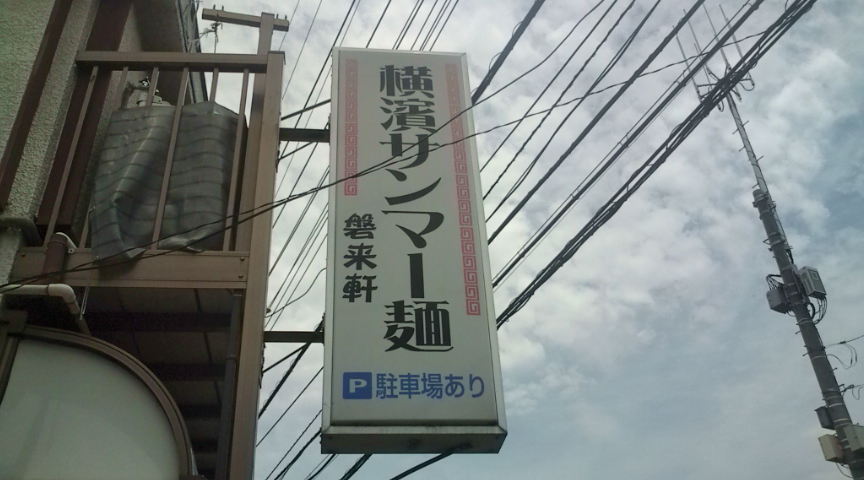 横濱サンマー麺
磐来軒
P 駐車場あり